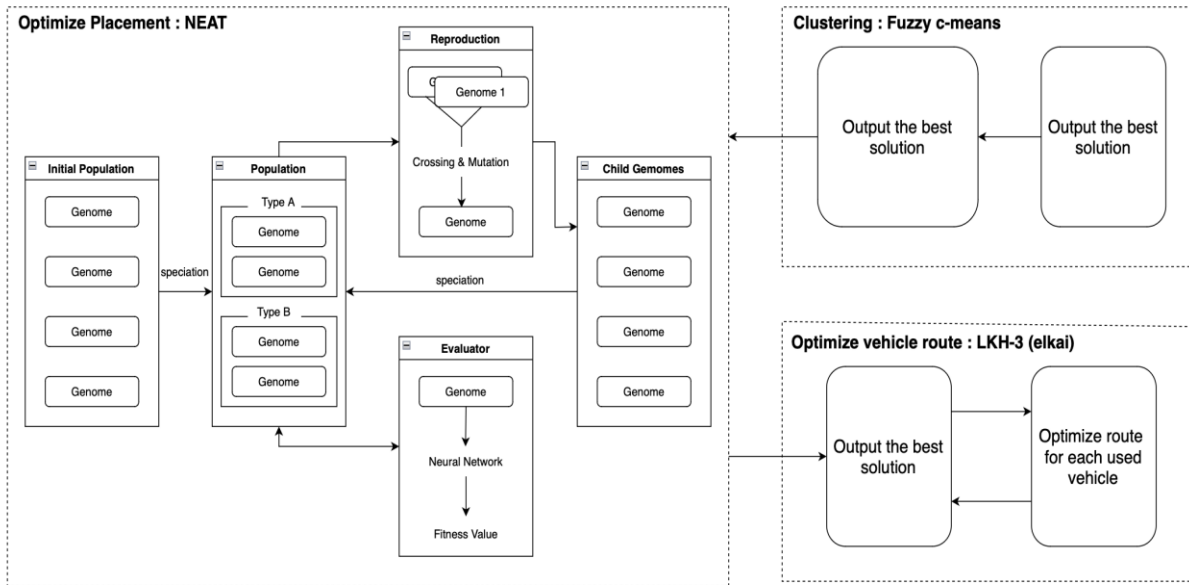 Optimize Placement : NEAT
Reproduction
Genome 1
Crossing & Mutation
Genome
Initial Population
Genome
Genome
Genome
Genome
speciation
Population
Type A
Genome
Genome
Type B
Genome
Genome
Child Gemomes
Genome
Genome
Genome
Genome
speciation
Evaluator
Genome
Neural Network
Fitness Value
Clustering : Fuzzy c-means
Output the best
solution
Output the best
solution
Optimize vehicle route : LKH-3 (elkai)
Output the best
solution
Optimize route
for each used
vehicle